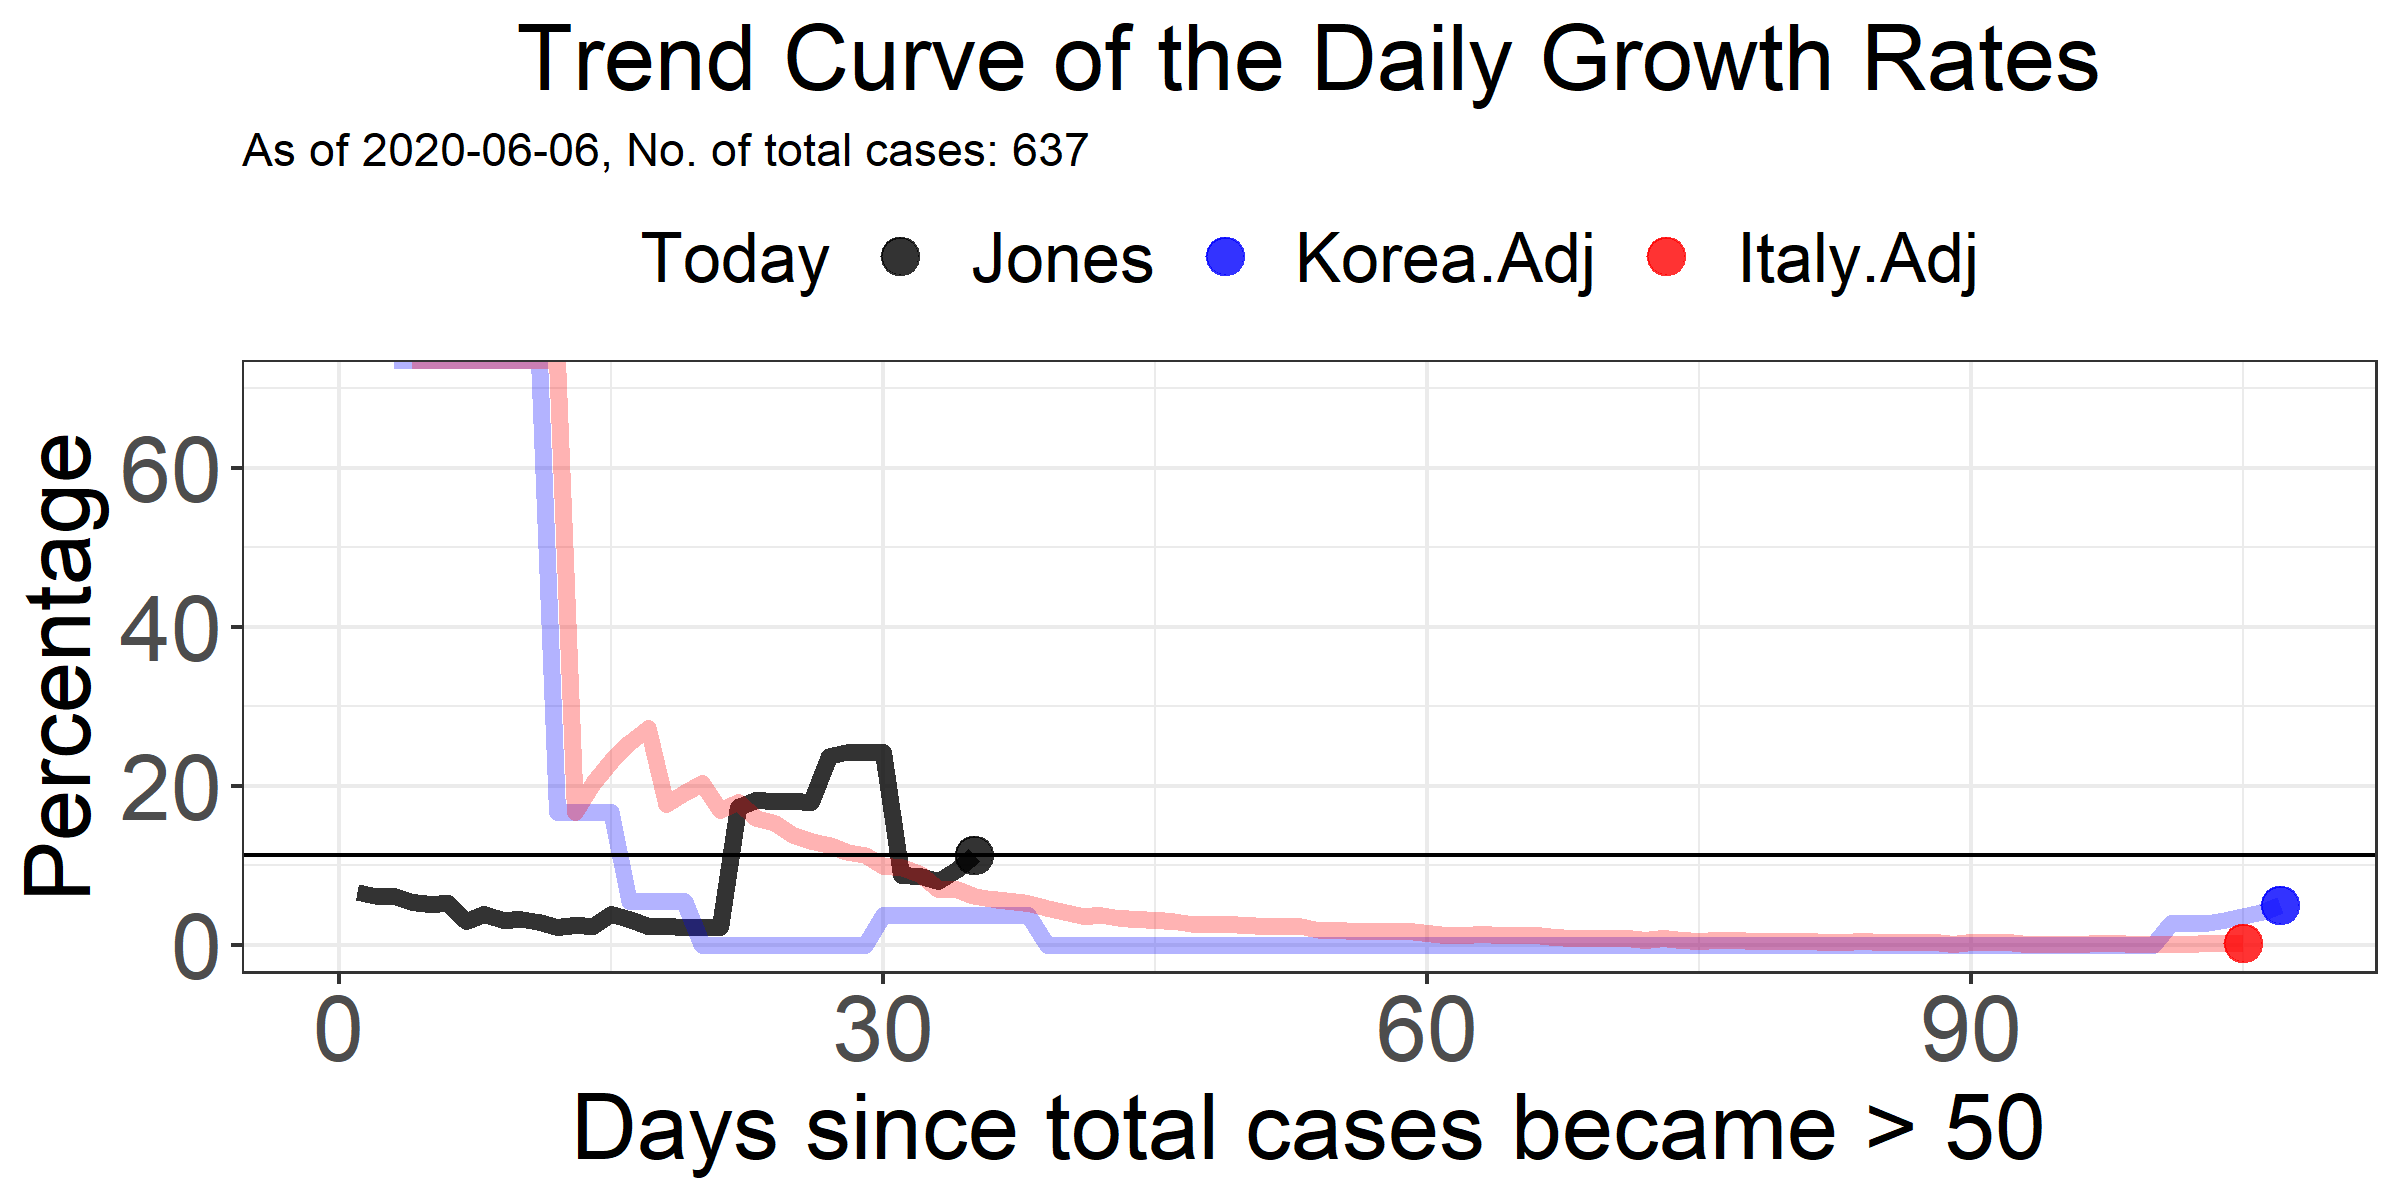 Trend Curve of the Daily Growth Rates
As of 2020-06-06, No. of total cases: 637
Today Jones Korea.Adj Italy.Adj
Percentage
60
40
20
0
0 30 60 90
Days since total cases became > 50